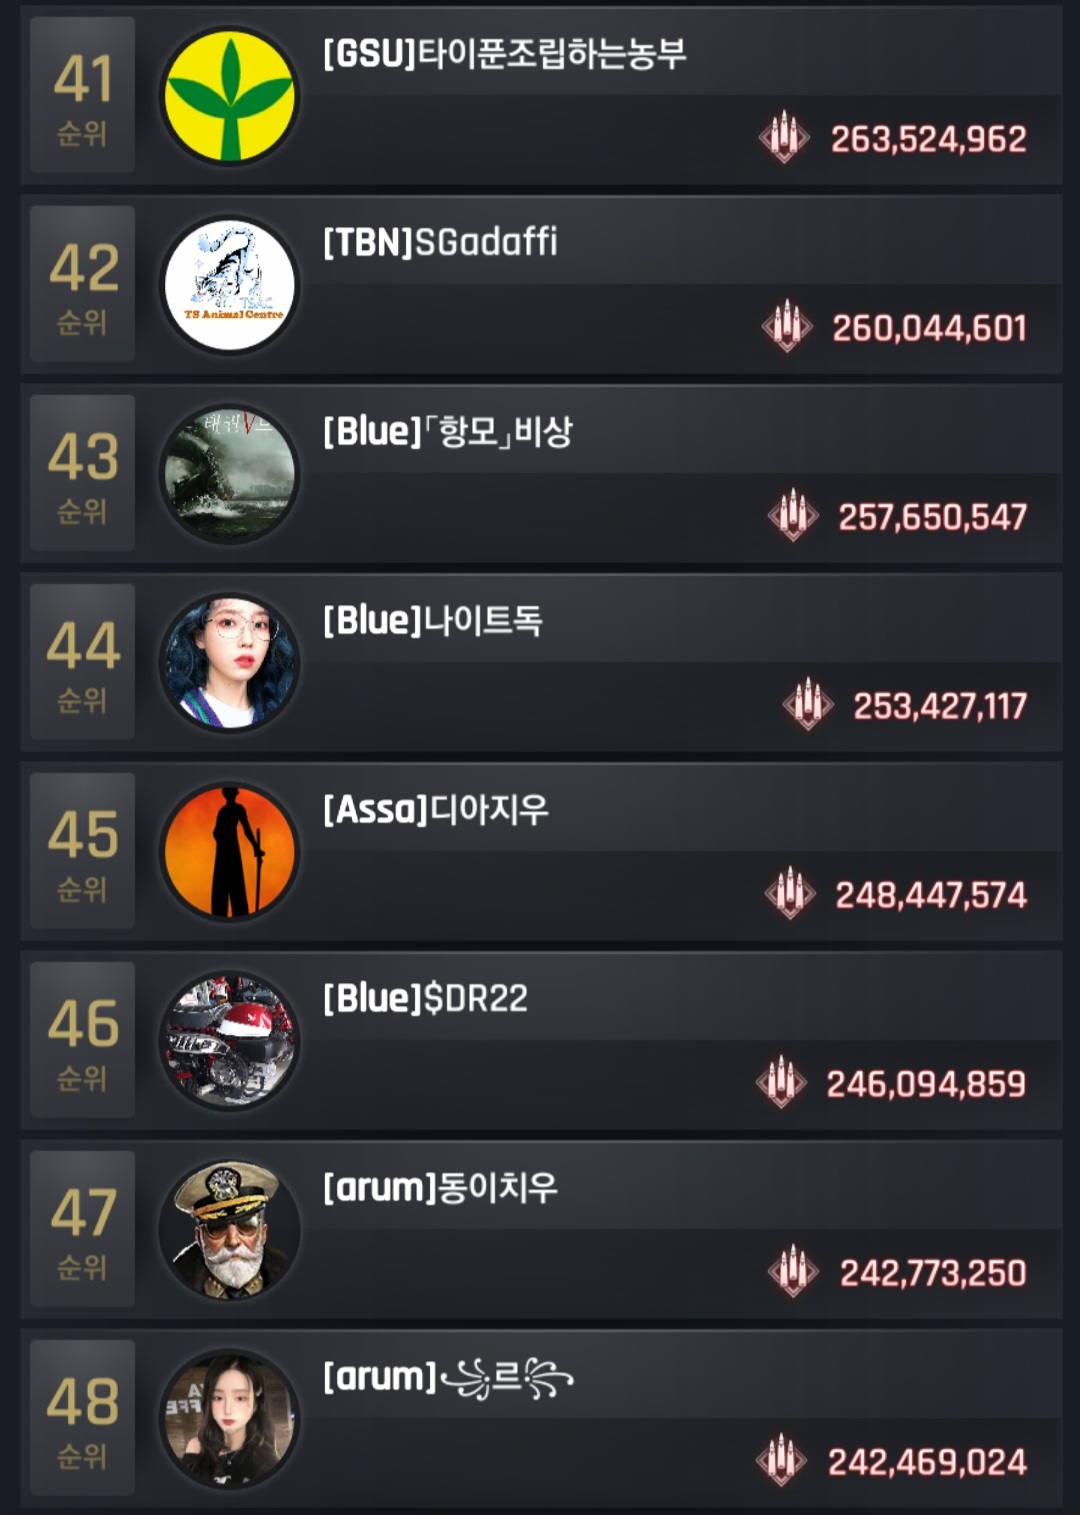 41
순위
[GSU]타이푼조립하는농부
263,524,962
42
순위
TSAC
TS Animal Centre
[TBN]SGadaffi
260,044,601
43
순위
[Blue]「항모」비상
257,650,547
44
순위
[Blue]나이트독
253,427,117
45
순위
[Assa]디아지우
248,447,574
46
순위
[Blue]$DR22
246,094,859
47
순위
[arum]동이치우
242,773,250
48
순위
[arum]꧁르꧂
242,469,024